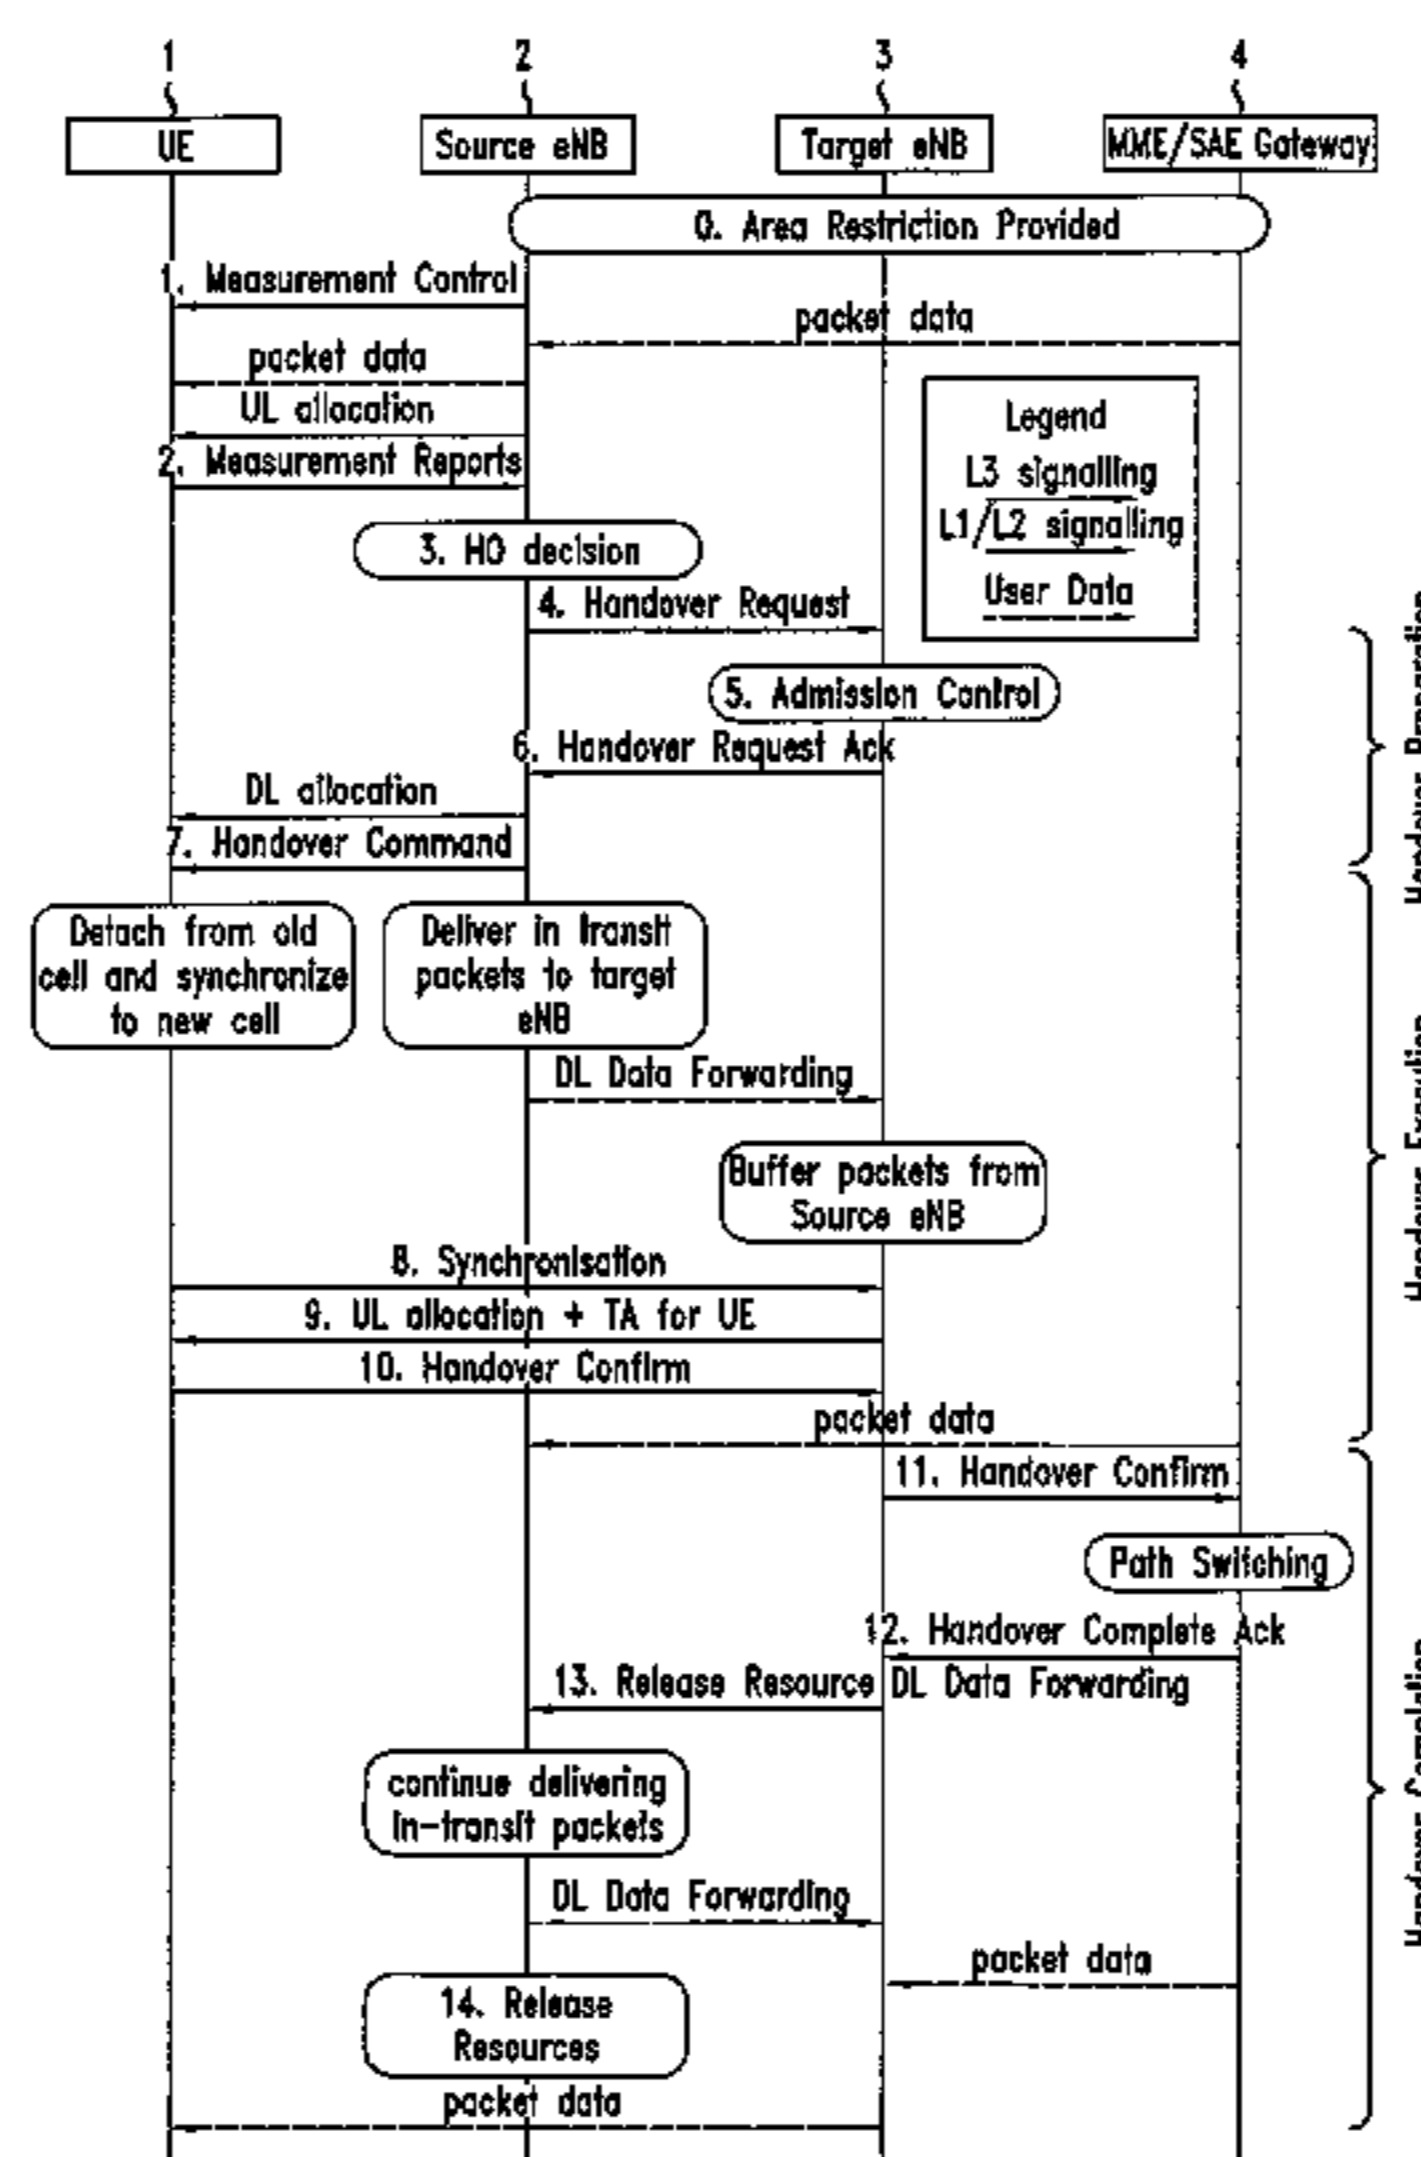 1
2
3
4
UE
Source eNB
Target eNB
MME/SAE Gateway
0. Area Restriction Provided
1. Measurement Control
packet data
packet data
UL allocation
2. Measurement Reports
Legend
L3 signalling
L1/L2 signalling
User Data
3. HO decision
4. Handover Request
5. Admission Control
6. Handover Request Ack
DL allocation
7. Handover Command
Detach from old
cell and synchronize
to new cell
Deliver in transit
packets to target
eNB
DL Data Forwarding
Buffer packets from
Source eNB
8. Synchronisation
9. UL allocation + TA for UE
10. Handover Confirm
packet data
11. Handover Confirm
Path Switching
12. Handover Complete Ack
13. Release Resource
DL Data Forwarding
continue delivering
in-transit packets
DL Data Forwarding
packet data
14. Release
Resources
packet data